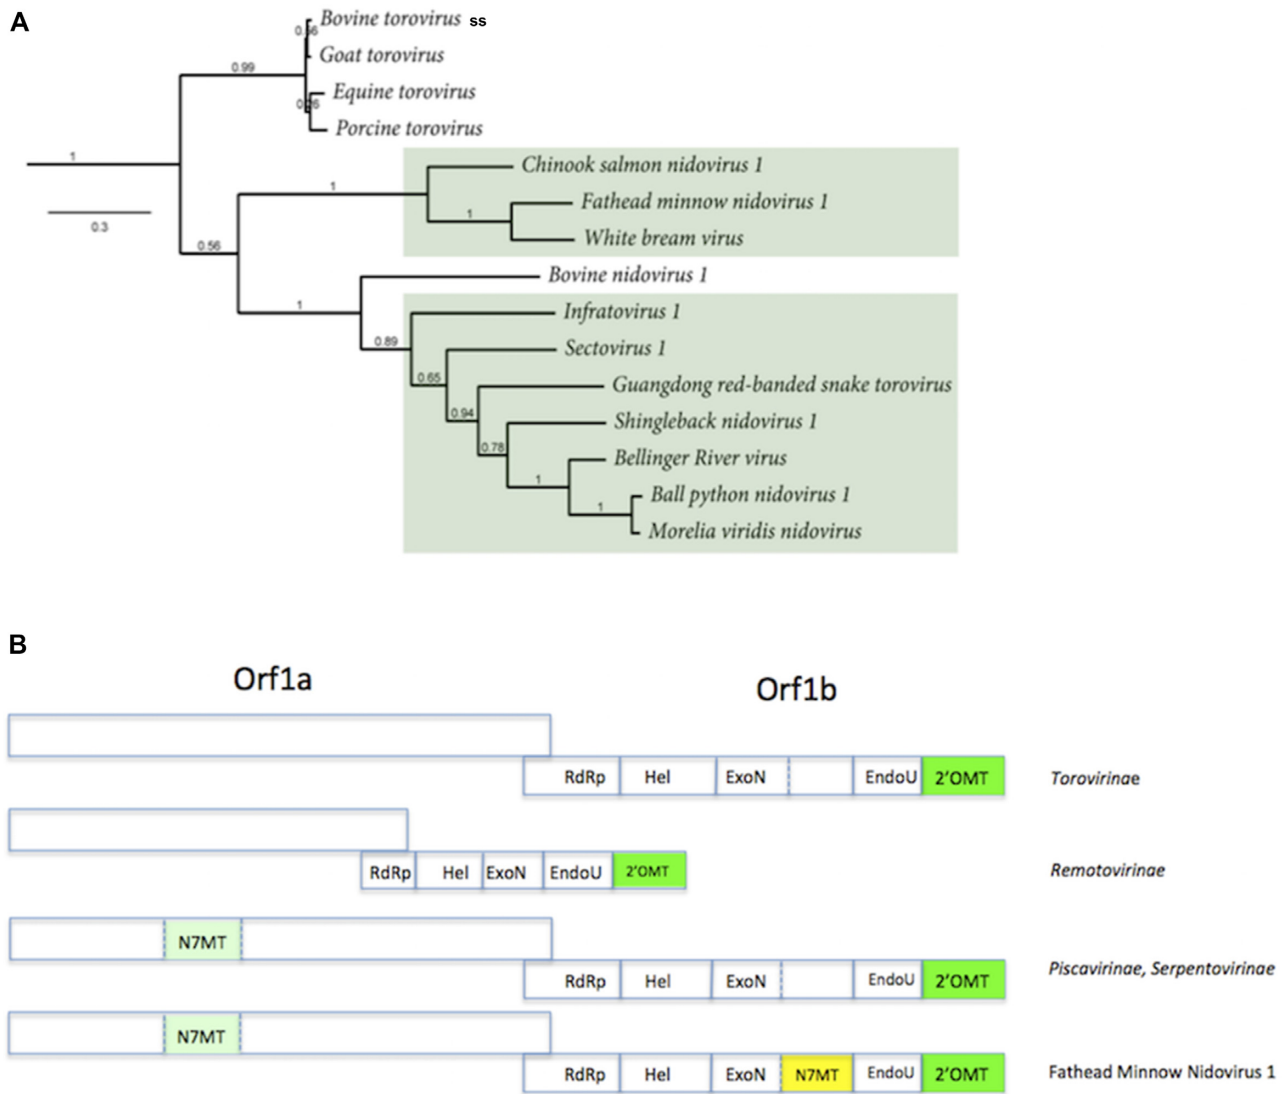 A
Bovine torovirus ss
Goat torovirus
0.99
Equine torovirus
Porcine torovirus
1
Chinook salmon nidovirus 1
1
Fathead minnow nidovirus 1
1
0.3
White bream virus
0.56
Bovine nidovirus 1
1
Infratovirus 1
0.89
Sectovirus 1
0.65
Guangdong red-banded snake torovirus
0.94
Shingleback nidovirus 1
0.78
Bellinger River virus
1
Ball python nidovirus 1
1
Morelia viridis nidovirus
B
Orf1a
Orf1b
RdRp Hel ExoN EndoU 2'OMT Torovirinae
RdRp Hel ExoN EndoU 2'OMT Remotovirinae
N7MT
RdRp Hel ExoN EndoU 2'OMT Piscavirinae, Serpentovirinae
N7MT
RdRp Hel ExoN N7MT EndoU 2'OMT Fathead Minnow Nidovirus 1